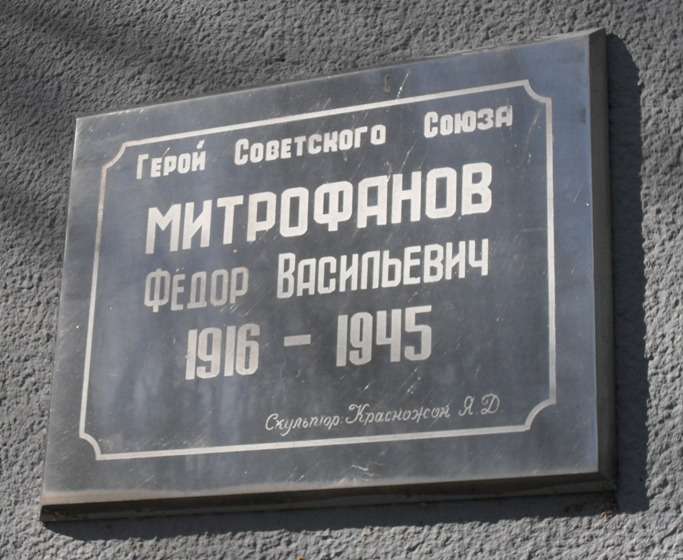 Герой Советского Союза
МИТРОФАНОВ
Федор Васильевич
1916 – 1945
Скульптор: Красножон Я. Д.